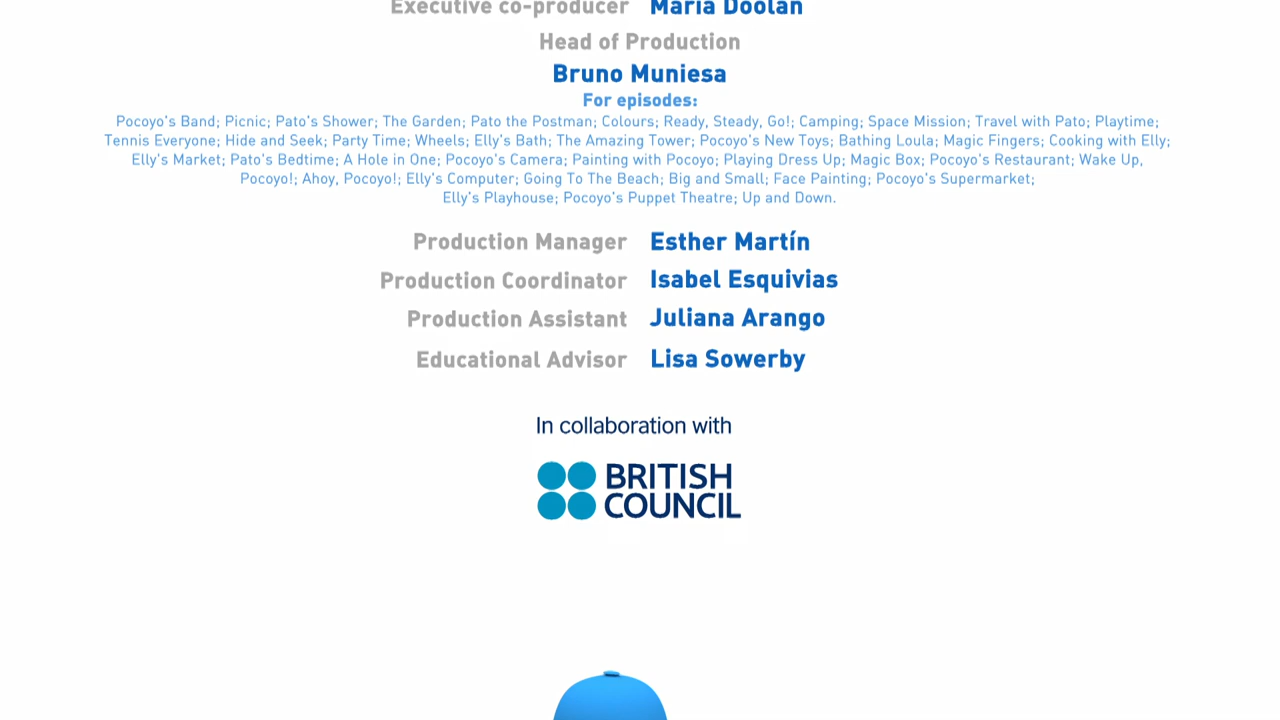 Executive co-producer María Doolan
Head of Production
Bruno Muniesa
For episodes:
Pocoyo's Band; Picnic; Pato's Shower; The Garden; Pato the Postman; Colours; Ready, Steady, Go!; Camping; Space Mission; Travel with Pato; Playtime;
Tennis Everyone; Hide and Seek; Party Time; Wheels; Elly's Bath; The Amazing Tower; Pocoyo's New Toys; Bathing Loula; Magic Fingers; Cooking with Elly;
Elly's Market; Pato's Bedtime; A Hole in One; Pocoyo's Camera; Painting with Pocoyo; Playing Dress Up; Magic Box; Pocoyo's Restaurant; Wake Up,
Pocoyo!; Ahoy, Pocoyo!; Elly's Computer; Going To The Beach; Big and Small; Face Painting; Pocoyo's Supermarket;
Elly's Playhouse; Pocoyo's Puppet Theatre; Up and Down.
Production Manager Esther Martín
Production Coordinator Isabel Esquivias
Production Assistant Juliana Arango
Educational Advisor Lisa Sowerby
In collaboration with
BRITISH
COUNCIL